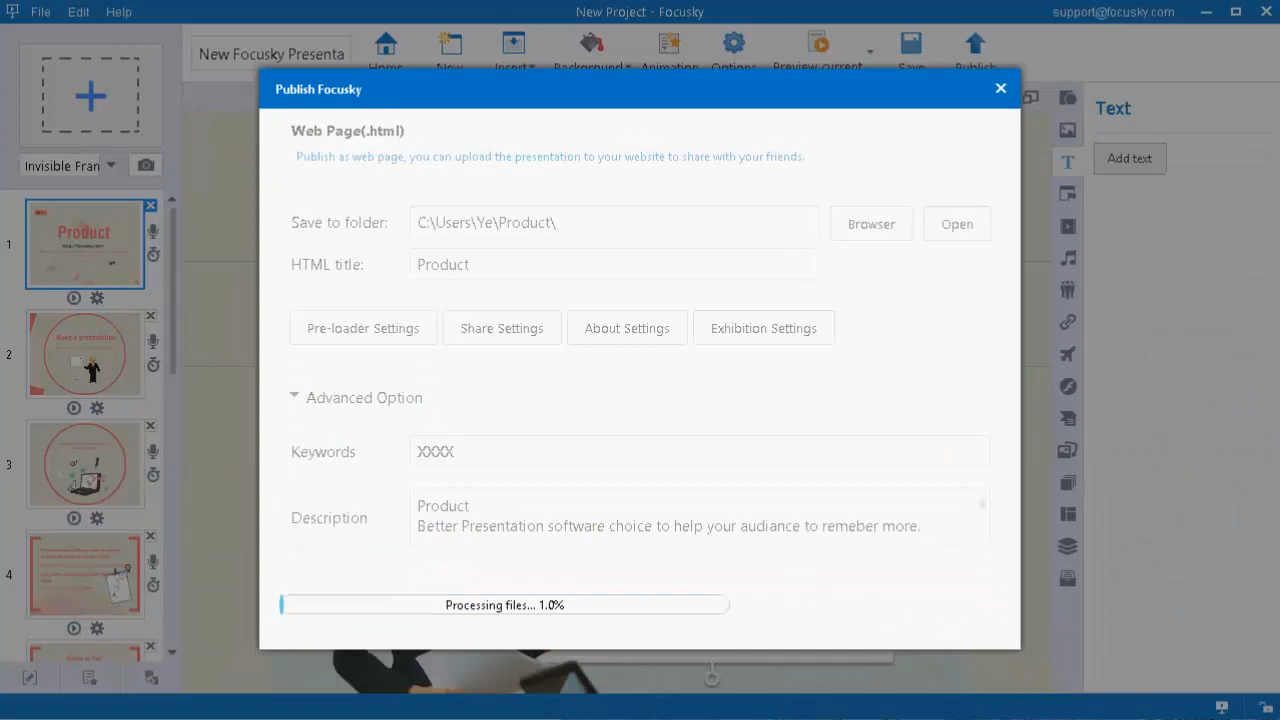 File Edit Help
New Project - Focusky
support@focusky.com
New Focusky Presenta
Home New Insert Background Animation Options Preview current Save Publish
Publish Focusky
Web Page(.html)
Publish as web page, you can upload the presentation to your website to share with your friends.
Text
Add text
Invisible Fran
Save to folder: C:\Users\Ye\Product\ Browser Open
HTML title: Product
Pre-loader Settings Share Settings About Settings Exhibition Settings
Advanced Option
Keywords XXXX
Description Product
Better Presentation software choice to help your audiance to remeber more.
Processing files... 1.0%
1
Product
2
Make a presentation
3
4